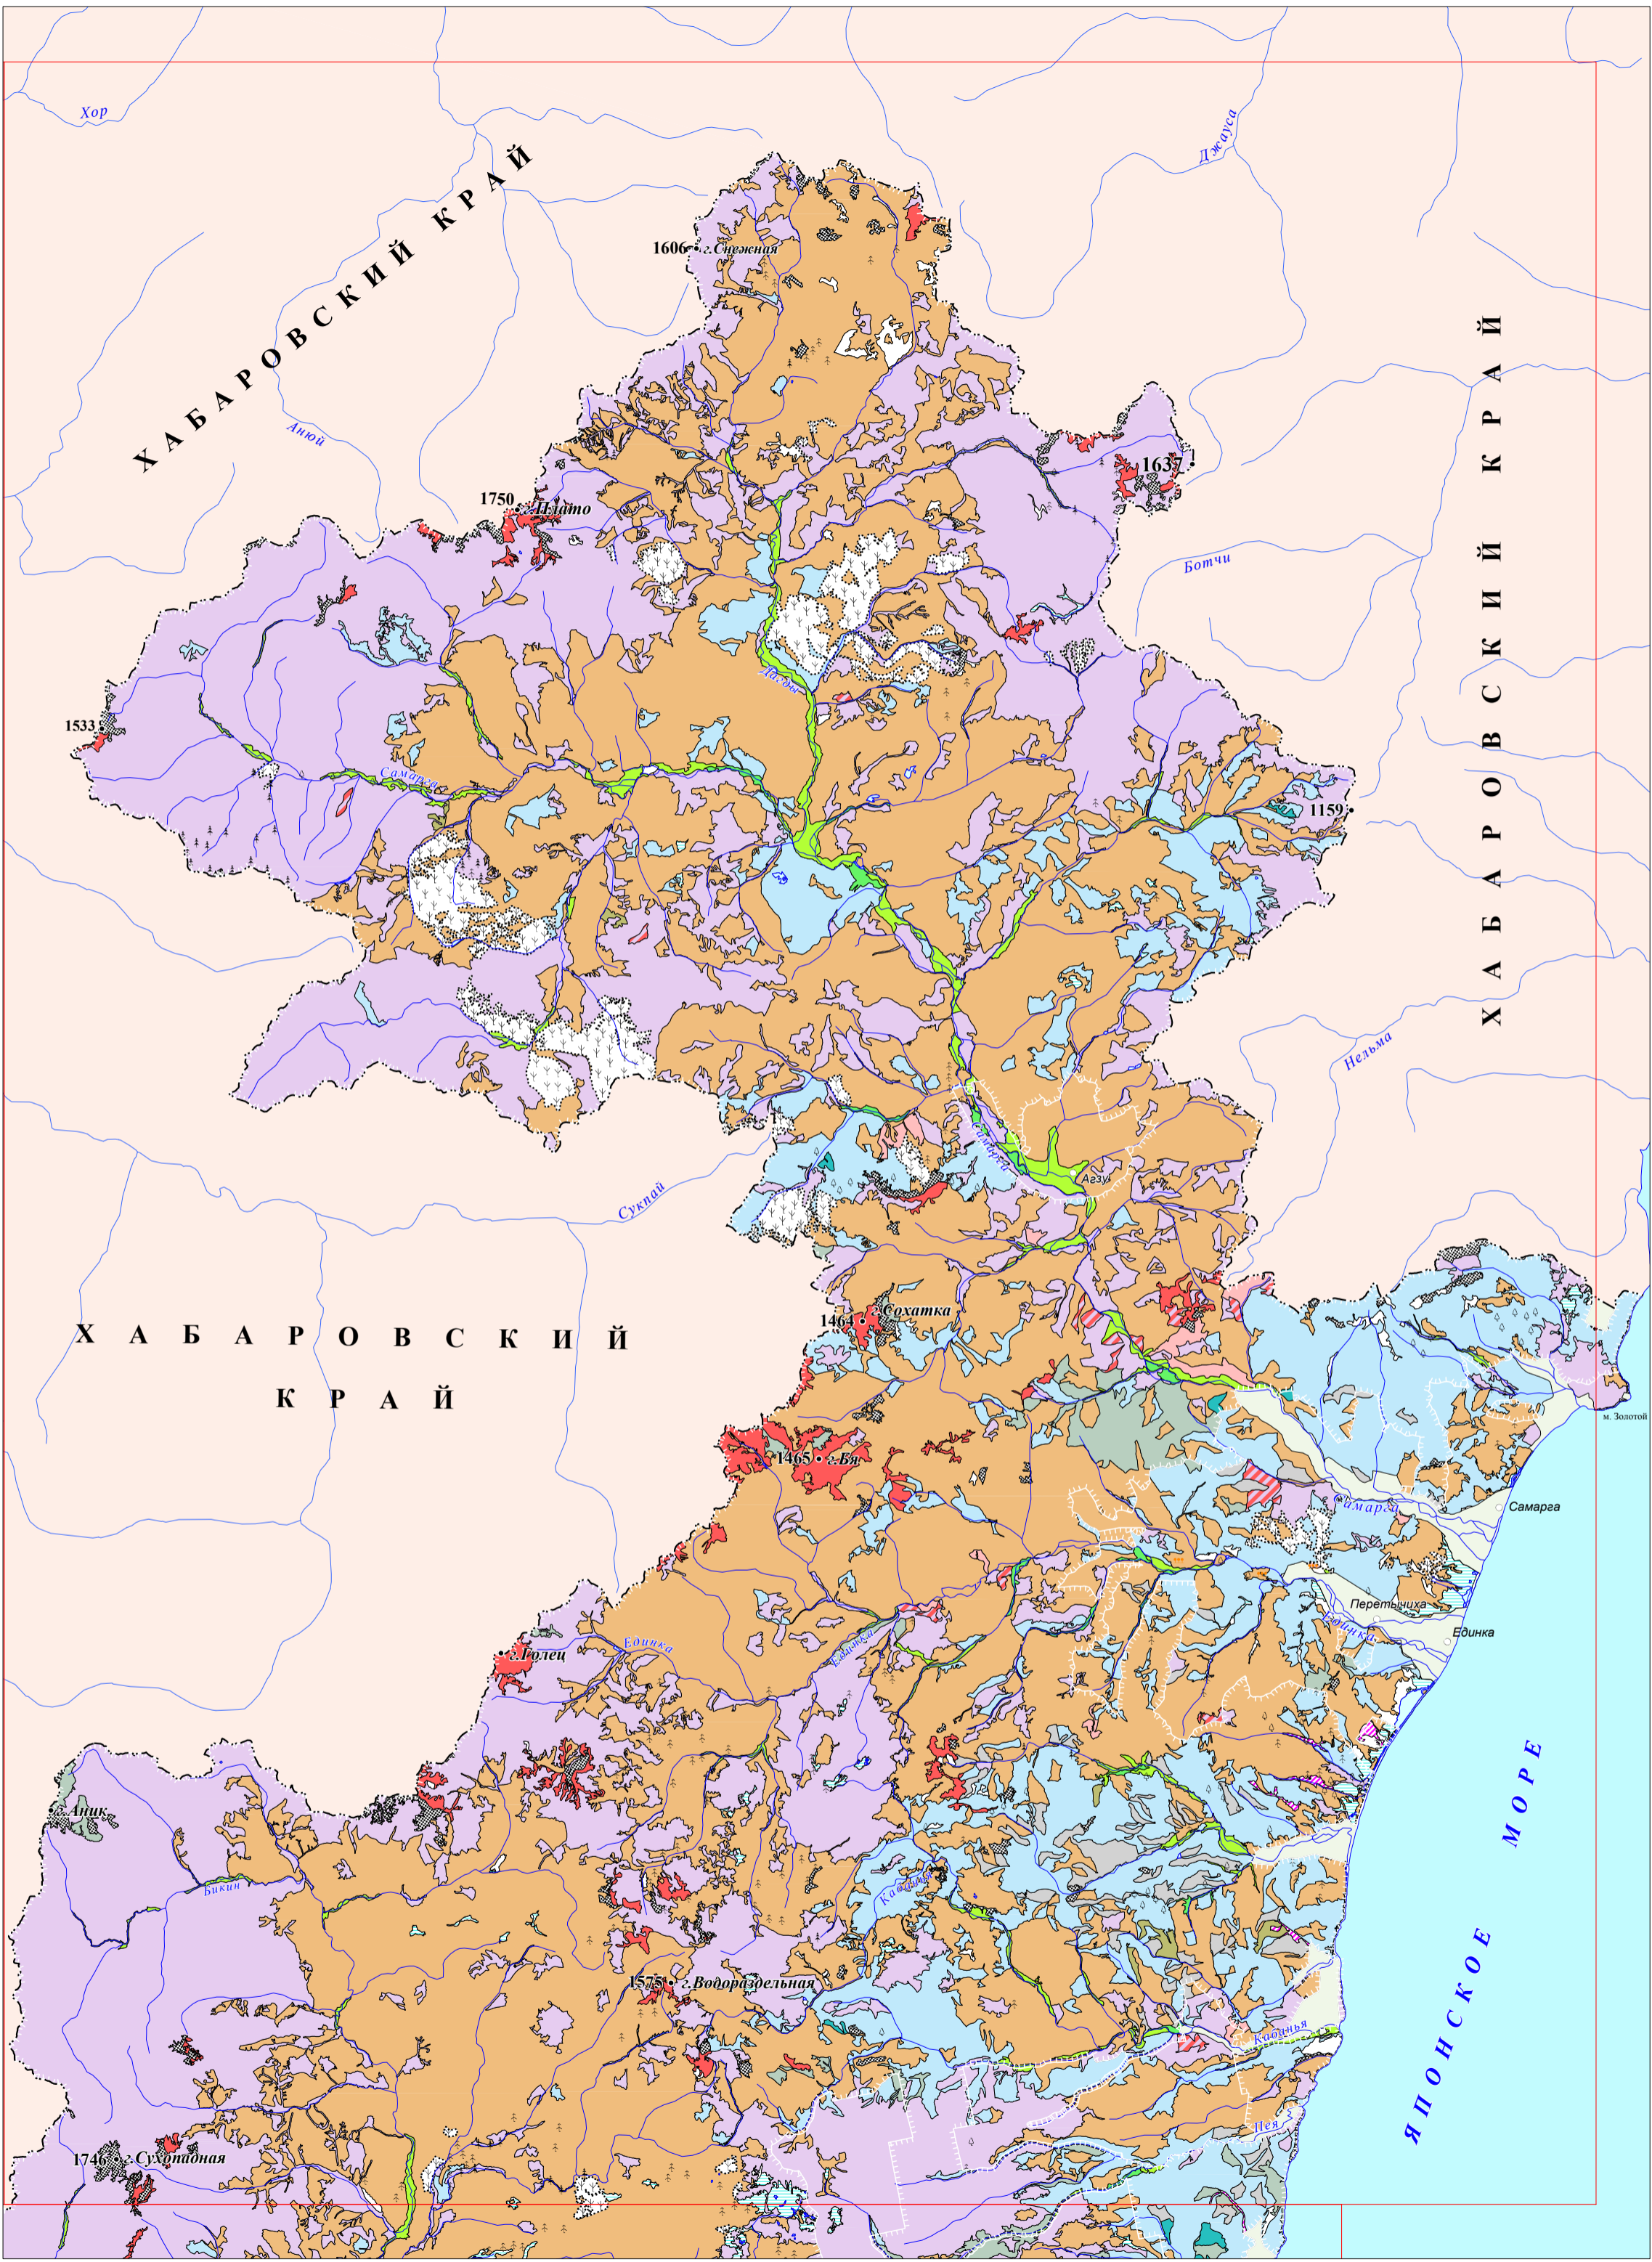 Хор
Джауса
ХАБАРОВСКИЙ КРАЙ
1606 г.Снежная
ХАБАРОВСКИЙ КРАЙ
Анюй
1637
1750 г.Плато
Ботчи
Дагды
1533
Самарга
1159
Нельма
Самарга
Агзу
Сукпай
г.Сохатка
1464
ХАБАРОВСКИЙ
КРАЙ
м. Золотой
1465 г.Бя
Самарга
Самарга
Перетычиха
Единка
Единка
Единка
Единка
г.Голец
ЯПОНСКОЕ МОРЕ
г.Аник
Бикин
Кабанья
1575 г.Водораздельная
Кабанья
Пея
1746 г.Сухопадная